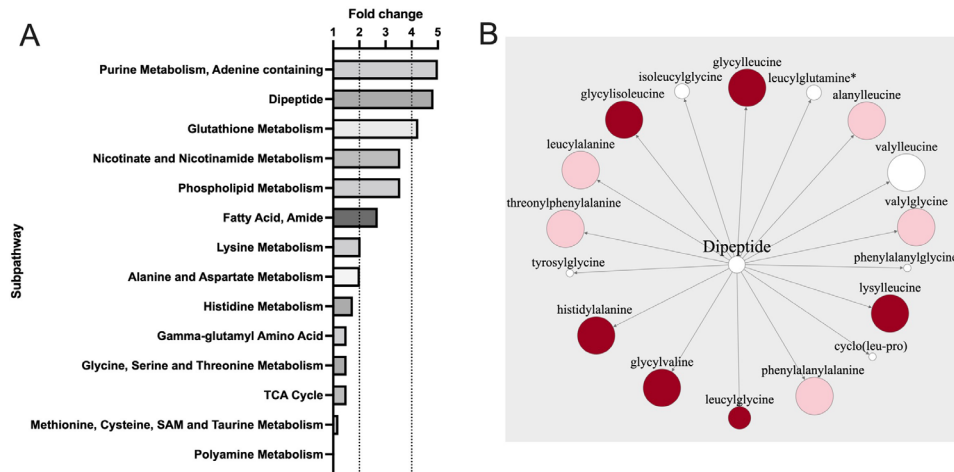 A
Fold change
1 2 3 4 5
Subpathway
Purine Metabolism, Adenine containing
Dipeptide
Glutathione Metabolism
Nicotinate and Nicotinamide Metabolism
Phospholipid Metabolism
Fatty Acid, Amide
Lysine Metabolism
Alanine and Aspartate Metabolism
Histidine Metabolism
Gamma-glutamyl Amino Acid
Glycine, Serine and Threonine Metabolism
TCA Cycle
Methionine, Cysteine, SAM and Taurine Metabolism
Polyamine Metabolism
B
glycylleucine
isoleucylglycine
leucylglutamine*
glycylisoleucine
alanylleucine
leucylalanine
valylleucine
threonylphenylalanine
valylglycine
Dipeptide
tyrosylglycine
phenylalanylglycine
histidylalanine
lysylleucine
cyclo(leu-pro)
glycylvaline
phenylalanylalanine
leucylglycine